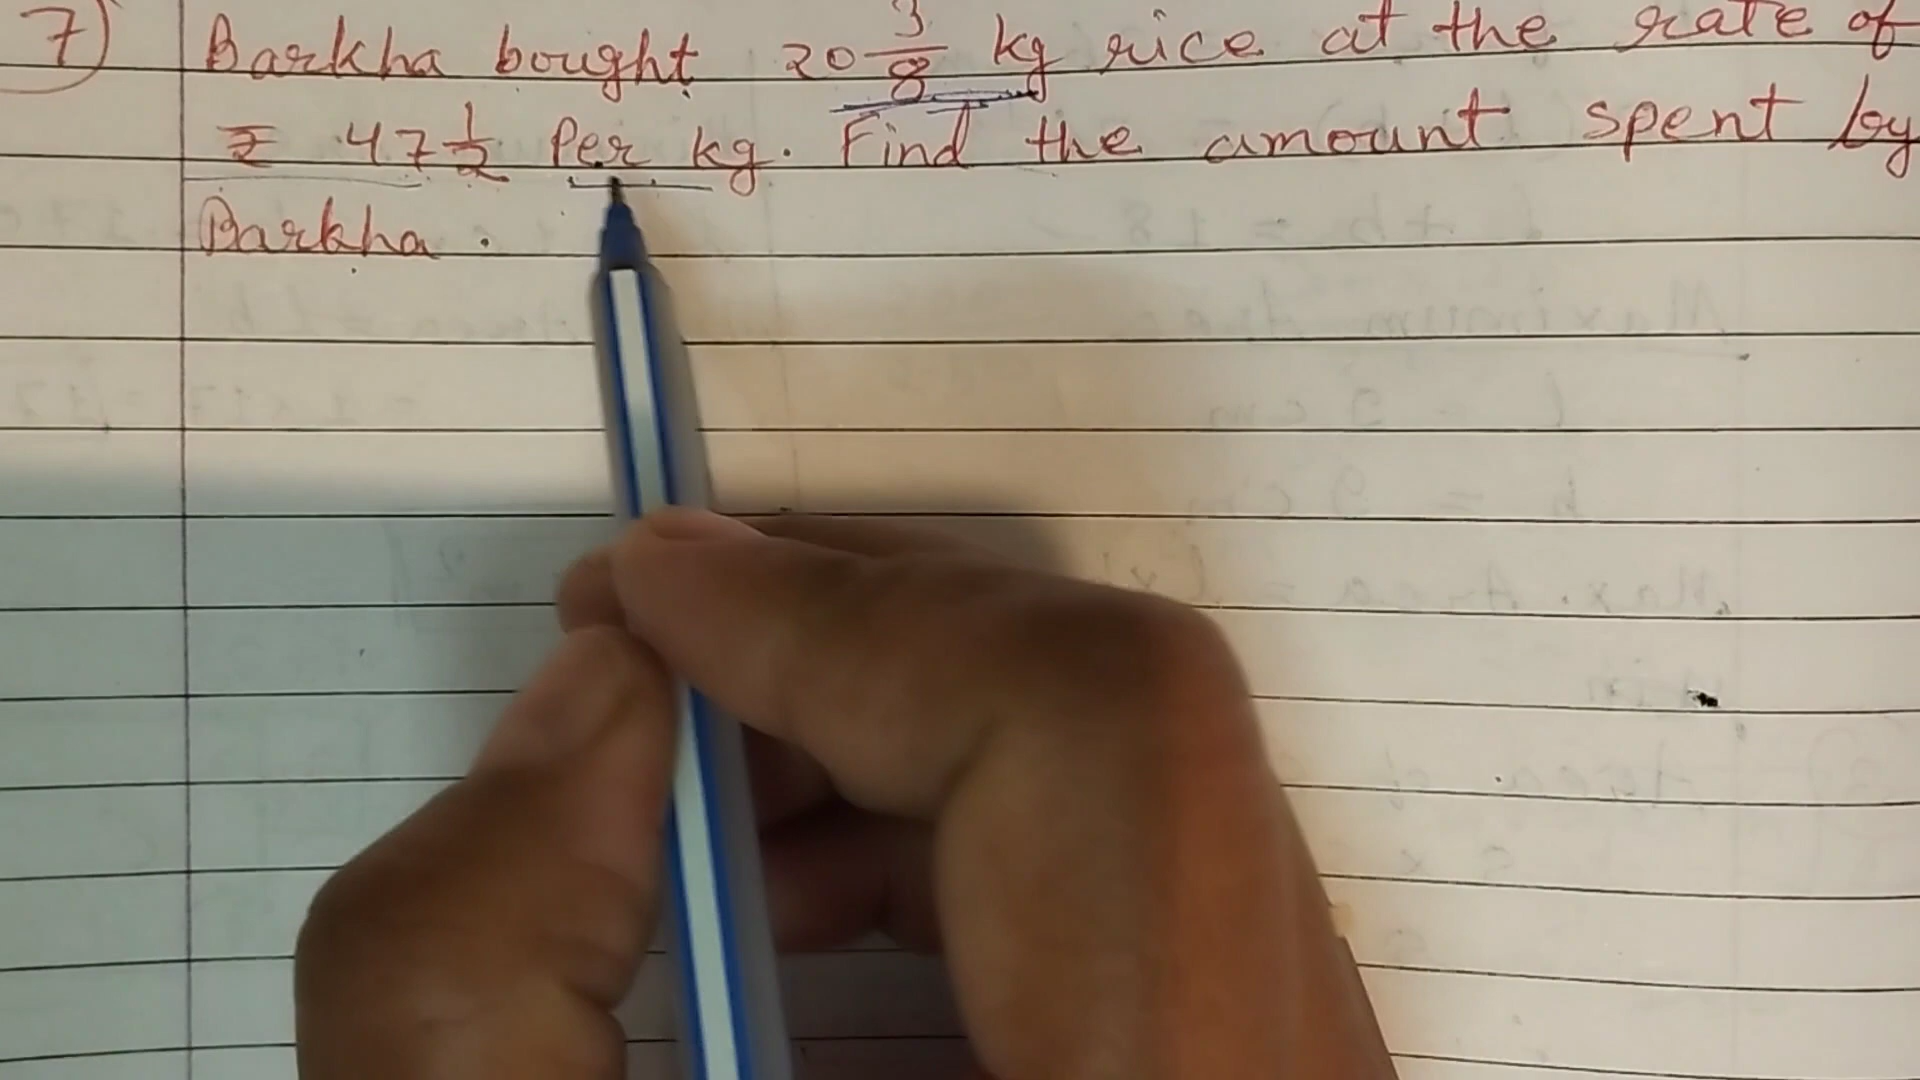 7) Barkha bought 20 3/8 kg rice at the rate of
₹ 47 1/2 Per kg. Find the amount spent by
Barkha.